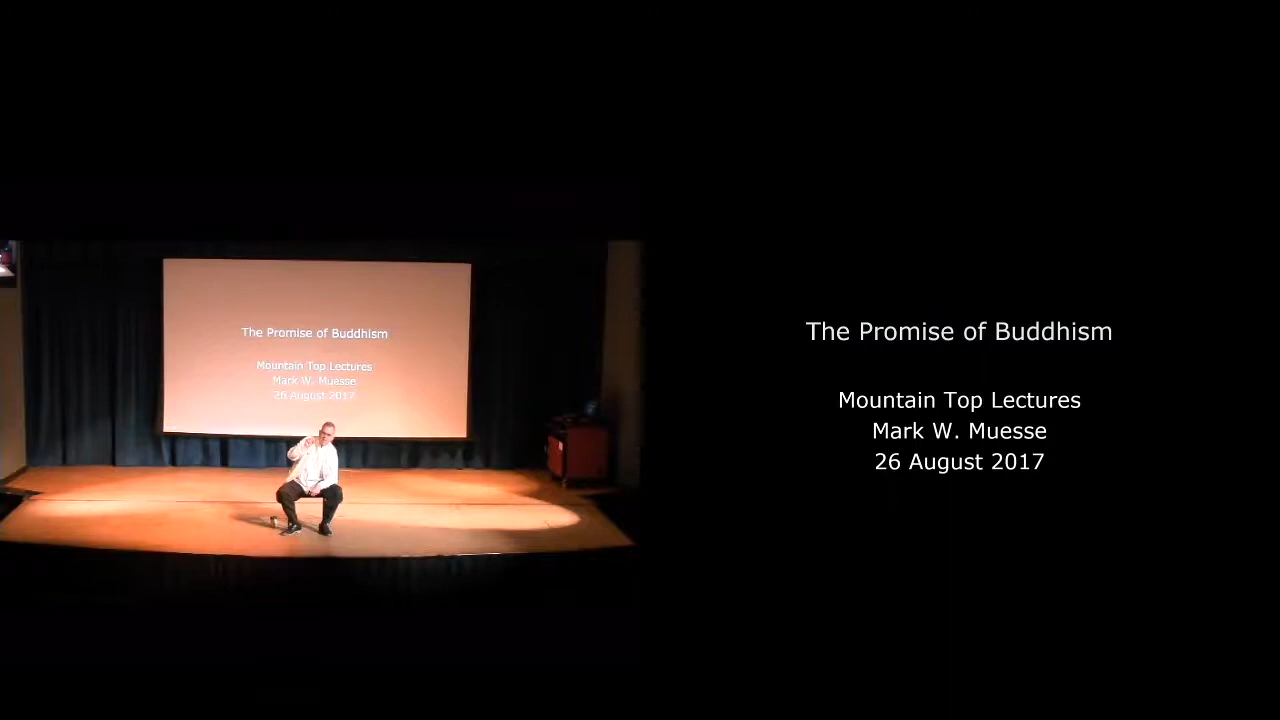 The Promise of Buddhism
Mountain Top Lectures
Mark W. Muesse
26 August 2017
The Promise of Buddhism
Mountain Top Lectures
Mark W. Muesse
26 August 2017